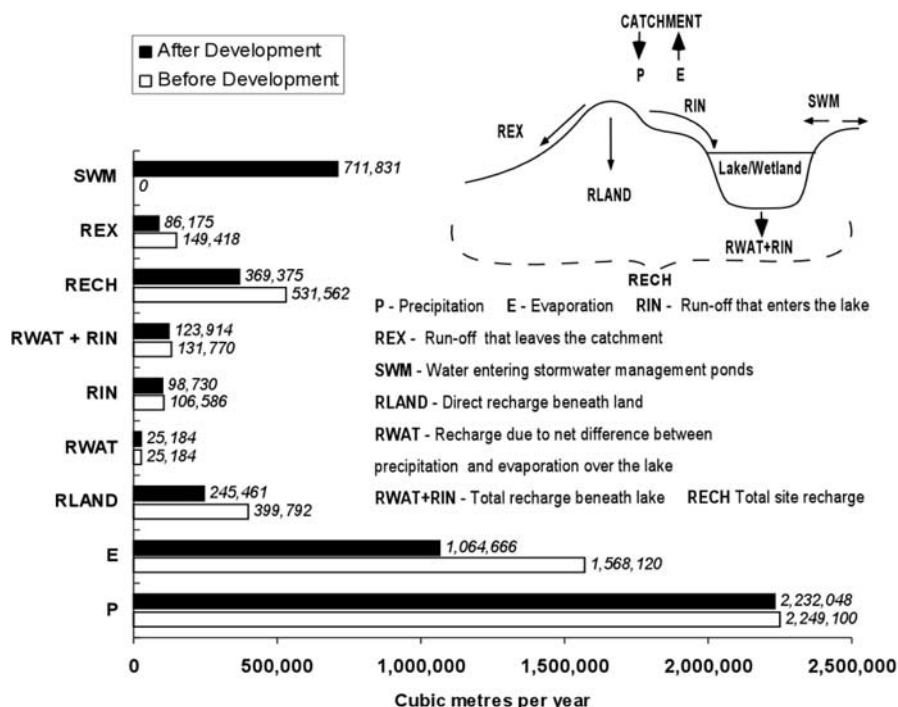 After Development
Before Development
CATCHMENT
P E
RIN
SWM
REX
Lake/Wetland
RLAND
RWAT+RIN
RECH
P - Precipitation E - Evaporation RIN - Run-off that enters the lake
REX - Run-off that leaves the catchment
SWM - Water entering stormwater management ponds
RLAND - Direct recharge beneath land
RWAT - Recharge due to net difference between
precipitation and evaporation over the lake
RWAT+RIN - Total recharge beneath lake RECH Total site recharge
SWM
711,831
0
REX
86,175
149,418
RECH
369,375
531,562
RWAT + RIN
123,914
131,770
RIN
98,730
106,586
RWAT
25,184
25,184
RLAND
245,461
399,792
E
1,064,666
1,568,120
P
2,232,048
2,249,100
0 500,000 1,000,000 1,500,000 2,000,000 2,500,000
Cubic metres per year